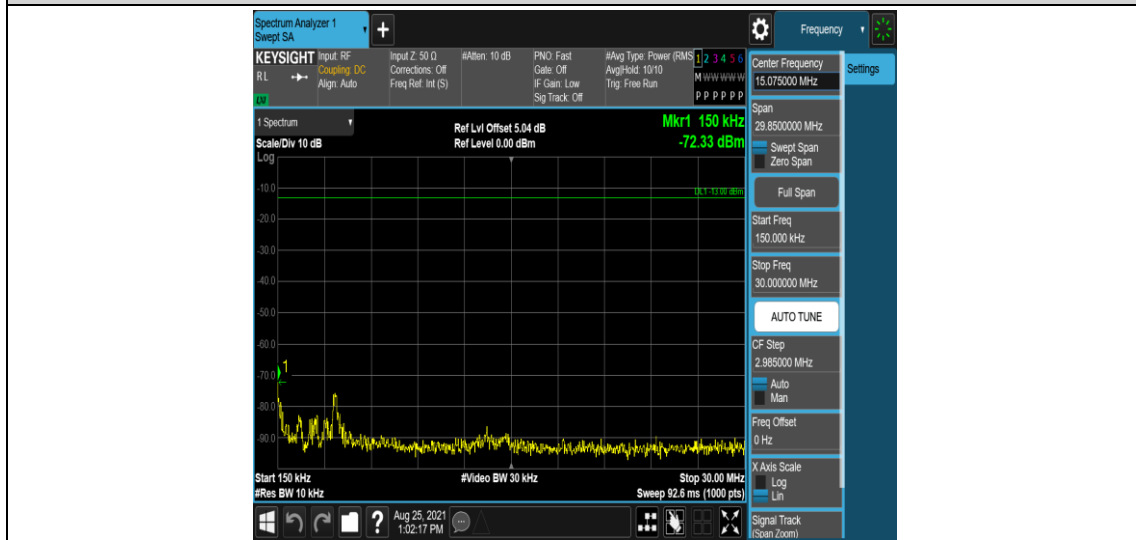 Spectrum Analyzer 1
Swept SA
Frequency
KEYSIGHT
RL
LXI
Input: RF
Coupling: DC
Align: Auto
Input Z: 50 Ω
Corrections: Off
Freq Ref: Int (S)
#Atten: 10 dB
PNO: Fast
Gate: Off
IF Gain: Low
Sig Track: Off
#Avg Type: Power (RMS
Avg|Hold: 10/10
Trig: Free Run
1 2 3 4 5 6
M W W W W W
P P P P P P
1 Spectrum
Scale/Div 10 dB
Log
Ref Lvl Offset 5.04 dB
Ref Level 0.00 dBm
Mkr1 150 kHz
-72.33 dBm
DL1 -13.00 dBm
-10.0
-20.0
-30.0
-40.0
-50.0
-60.0
-70.0
-80.0
-90.0
1
Start 150 kHz
#Res BW 10 kHz
#Video BW 30 kHz
Stop 30.00 MHz
Sweep 92.6 ms (1000 pts)
Center Frequency
15.075000 MHz
Settings
Span
29.8500000 MHz
Swept Span
Zero Span
Full Span
Start Freq
150.000 kHz
Stop Freq
30.000000 MHz
AUTO TUNE
CF Step
2.985000 MHz
Auto
Man
Freq Offset
0 Hz
X Axis Scale
Log
Lin
Signal Track
(Span Zoom)
?
Aug 25, 2021
1:02:17 PM